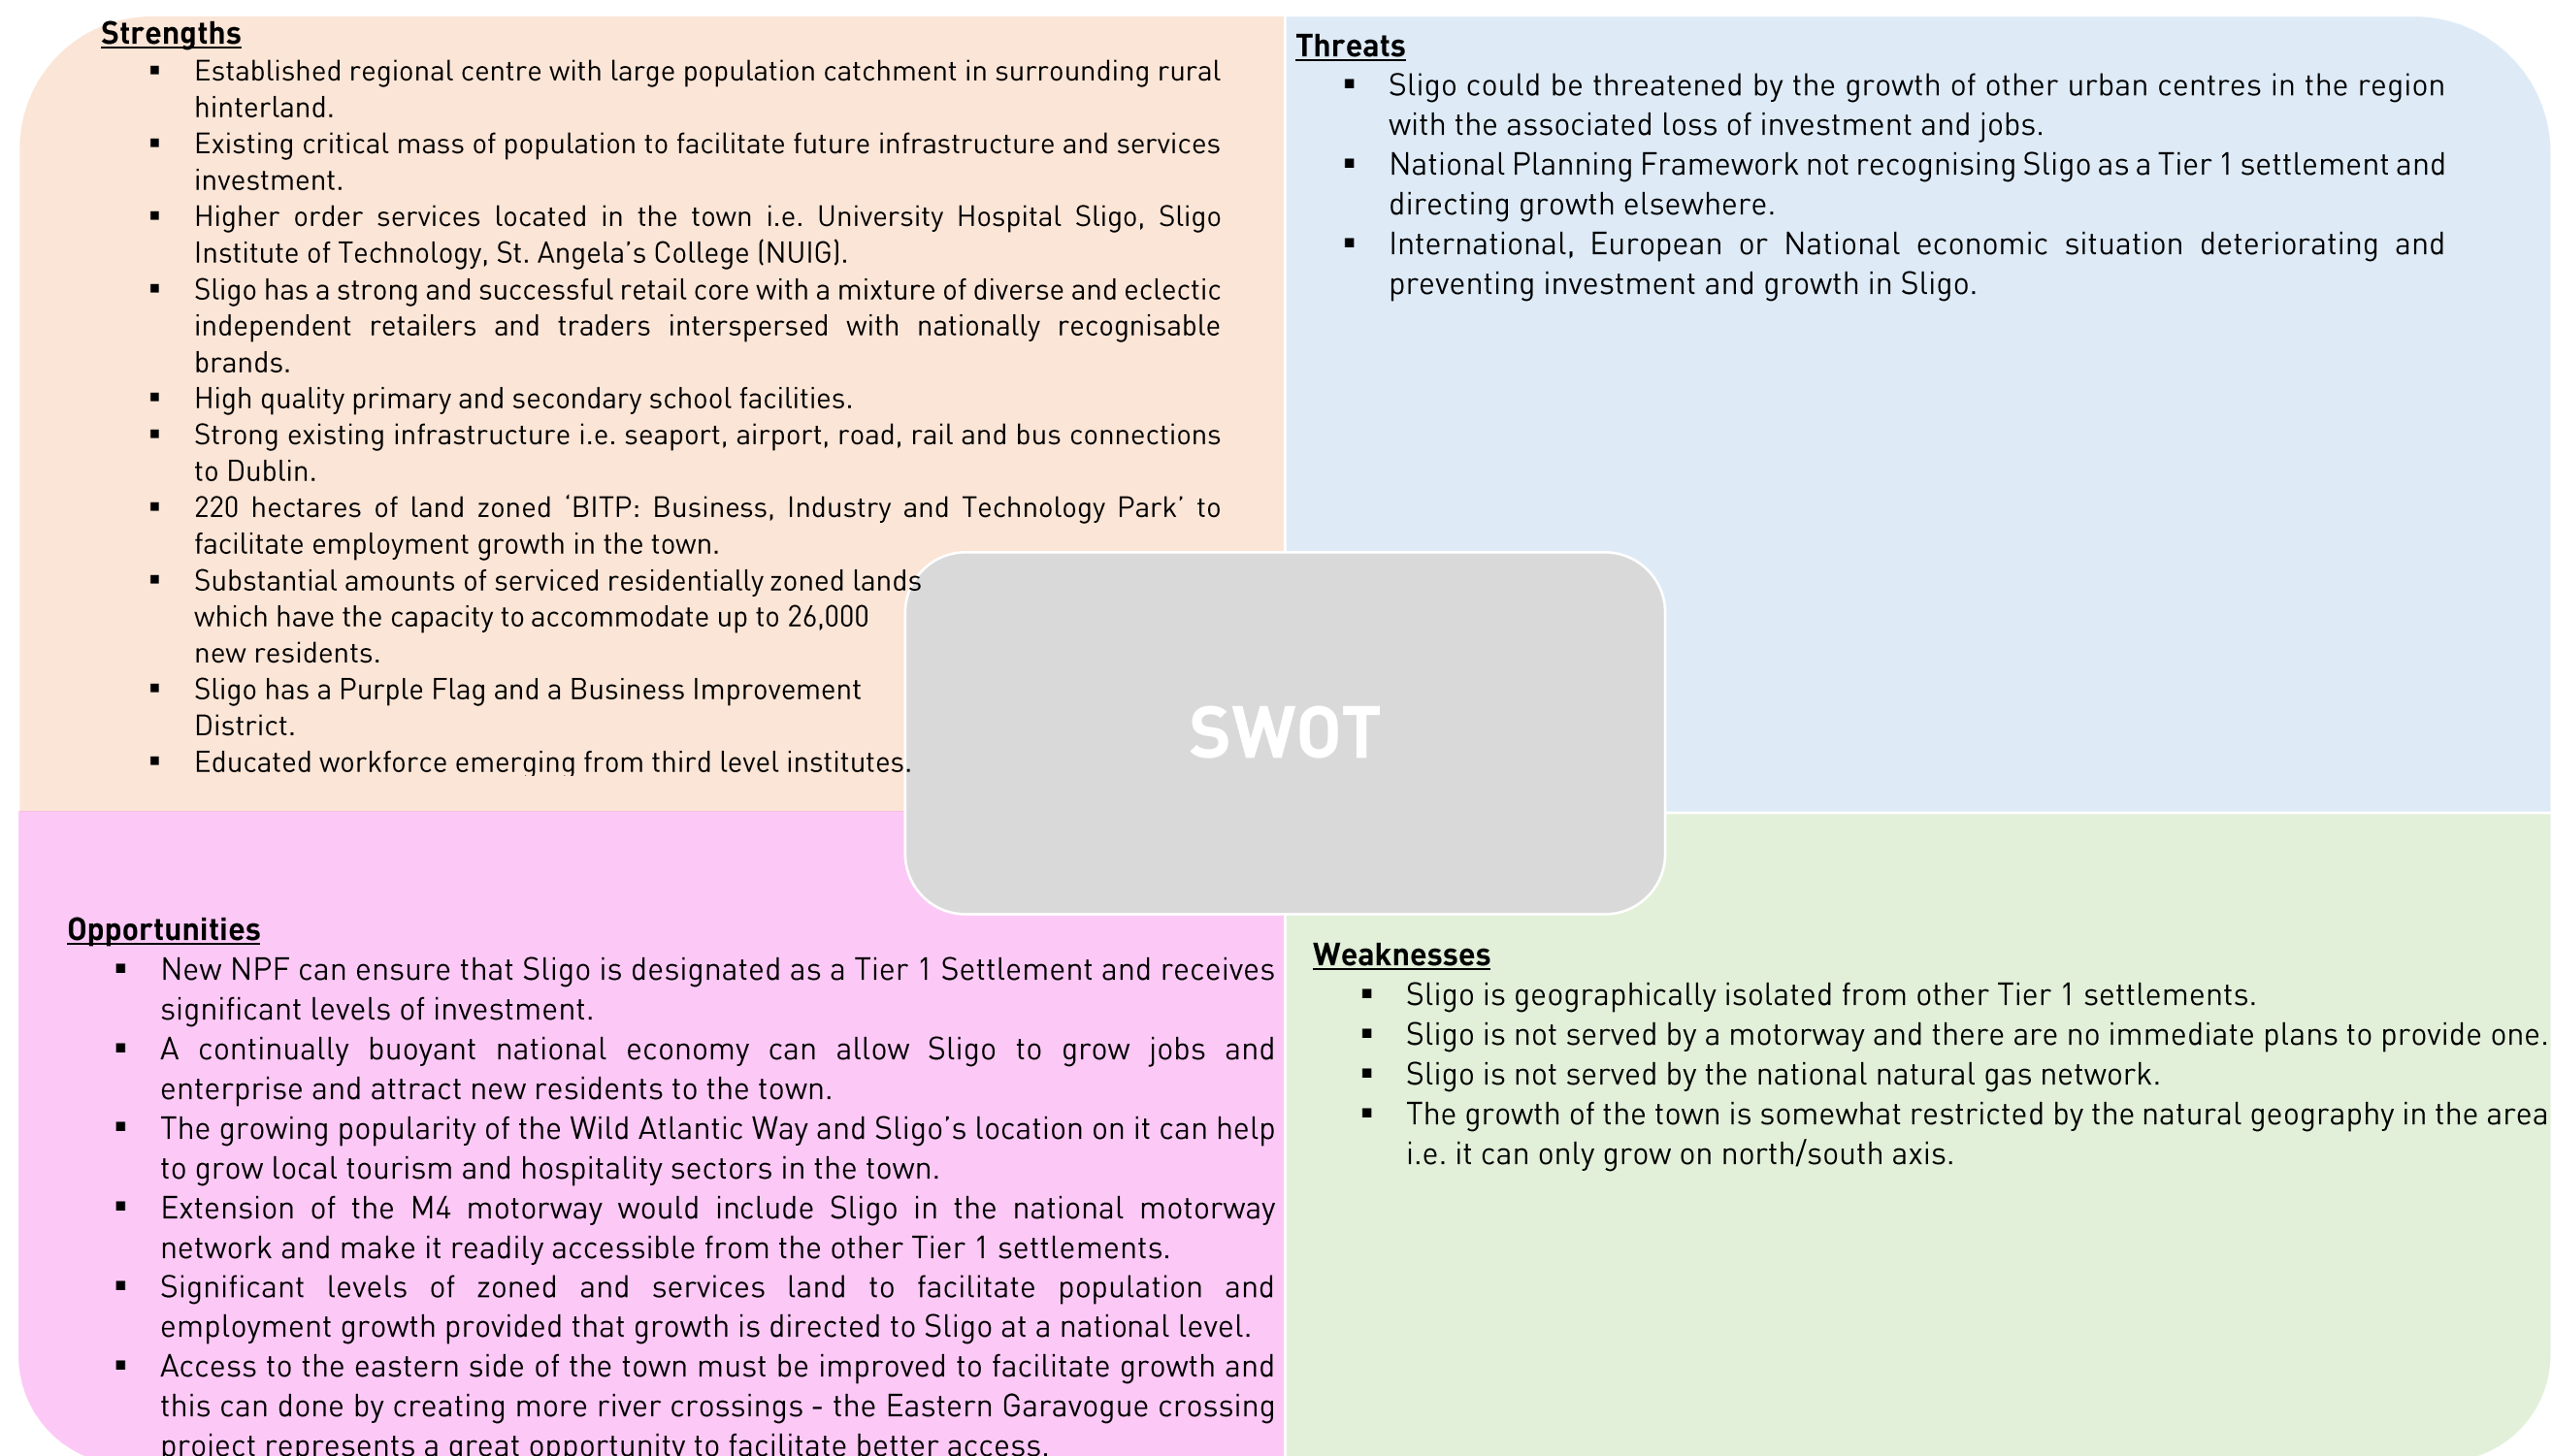 Strengths
▪ Established regional centre with large population catchment in surrounding rural
hinterland.
▪ Existing critical mass of population to facilitate future infrastructure and services
investment.
▪ Higher order services located in the town i.e. University Hospital Sligo, Sligo
Institute of Technology, St. Angela’s College (NUIG).
▪ Sligo has a strong and successful retail core with a mixture of diverse and eclectic
independent retailers and traders interspersed with nationally recognisable
brands.
▪ High quality primary and secondary school facilities.
▪ Strong existing infrastructure i.e. seaport, airport, road, rail and bus connections
to Dublin.
▪ 220 hectares of land zoned ‘BITP: Business, Industry and Technology Park’ to
facilitate employment growth in the town.
▪ Substantial amounts of serviced residentially zoned lands
which have the capacity to accommodate up to 26,000
new residents.
▪ Sligo has a Purple Flag and a Business Improvement
District.
▪ Educated workforce emerging from third level institutes.
Threats
▪ Sligo could be threatened by the growth of other urban centres in the region
with the associated loss of investment and jobs.
▪ National Planning Framework not recognising Sligo as a Tier 1 settlement and
directing growth elsewhere.
▪ International, European or National economic situation deteriorating and
preventing investment and growth in Sligo.
SWOT
Opportunities
▪ New NPF can ensure that Sligo is designated as a Tier 1 Settlement and receives
significant levels of investment.
▪ A continually buoyant national economy can allow Sligo to grow jobs and
enterprise and attract new residents to the town.
▪ The growing popularity of the Wild Atlantic Way and Sligo’s location on it can help
to grow local tourism and hospitality sectors in the town.
▪ Extension of the M4 motorway would include Sligo in the national motorway
network and make it readily accessible from the other Tier 1 settlements.
▪ Significant levels of zoned and services land to facilitate population and
employment growth provided that growth is directed to Sligo at a national level.
▪ Access to the eastern side of the town must be improved to facilitate growth and
this can done by creating more river crossings - the Eastern Garavogue crossing
project represents a great opportunity to facilitate better access.
Weaknesses
▪ Sligo is geographically isolated from other Tier 1 settlements.
▪ Sligo is not served by a motorway and there are no immediate plans to provide one.
▪ Sligo is not served by the national natural gas network.
▪ The growth of the town is somewhat restricted by the natural geography in the area
i.e. it can only grow on north/south axis.